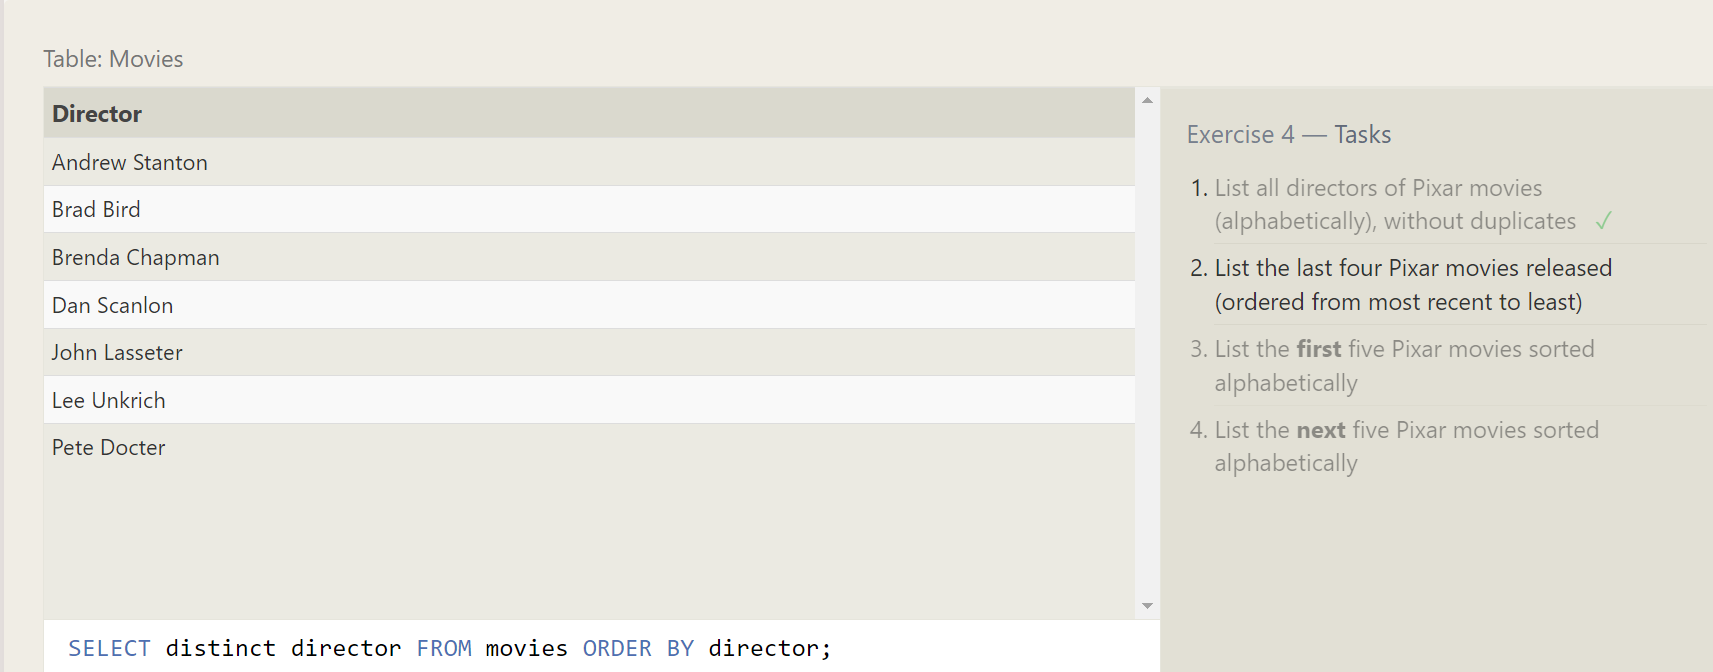 Table: Movies
Director
Andrew Stanton
Brad Bird
Brenda Chapman
Dan Scanlon
John Lasseter
Lee Unkrich
Pete Docter
SELECT distinct director FROM movies ORDER BY director;
Exercise 4 — Tasks
1. List all directors of Pixar movies
(alphabetically), without duplicates ✓
2. List the last four Pixar movies released
(ordered from most recent to least)
3. List the first five Pixar movies sorted
alphabetically
4. List the next five Pixar movies sorted
alphabetically